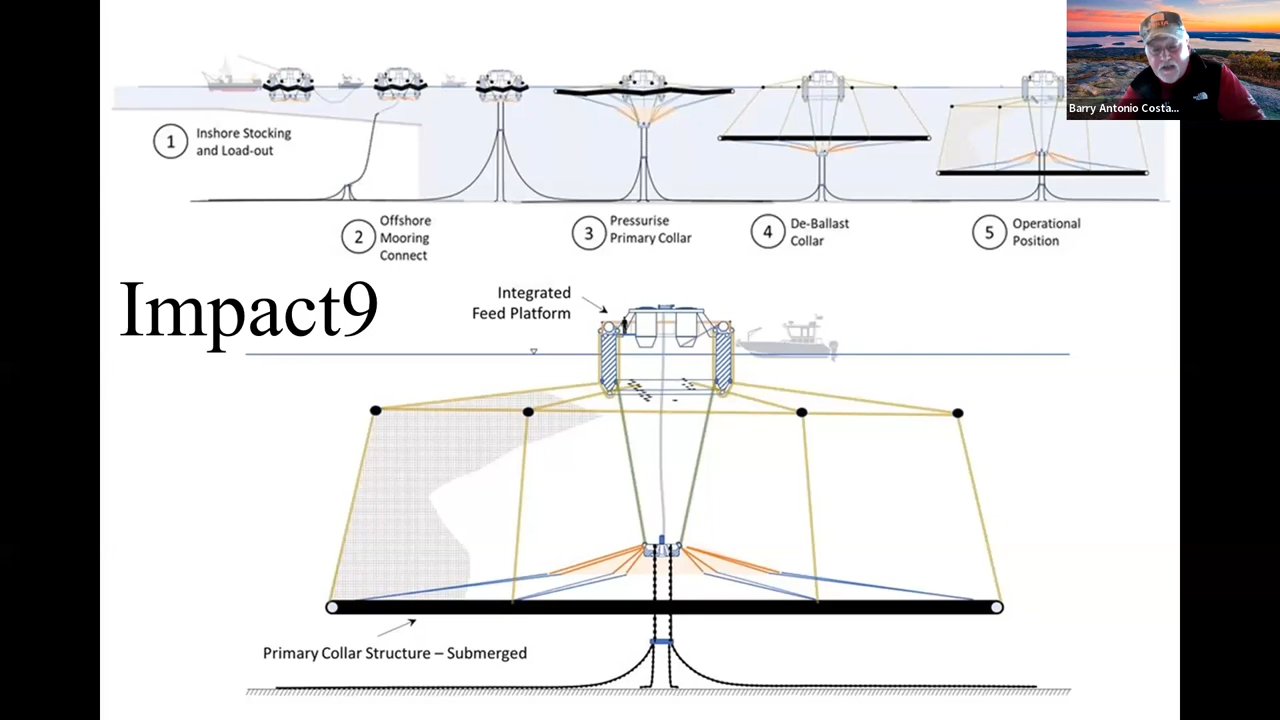 Barry Antonio Costa...
1
Inshore Stocking
and Load-out
2
Offshore
Mooring
Connect
3
Pressurise
Primary Collar
4
De-Ballast
Collar
5
Operational
Position
Impact9
Integrated
Feed Platform
Primary Collar Structure – Submerged